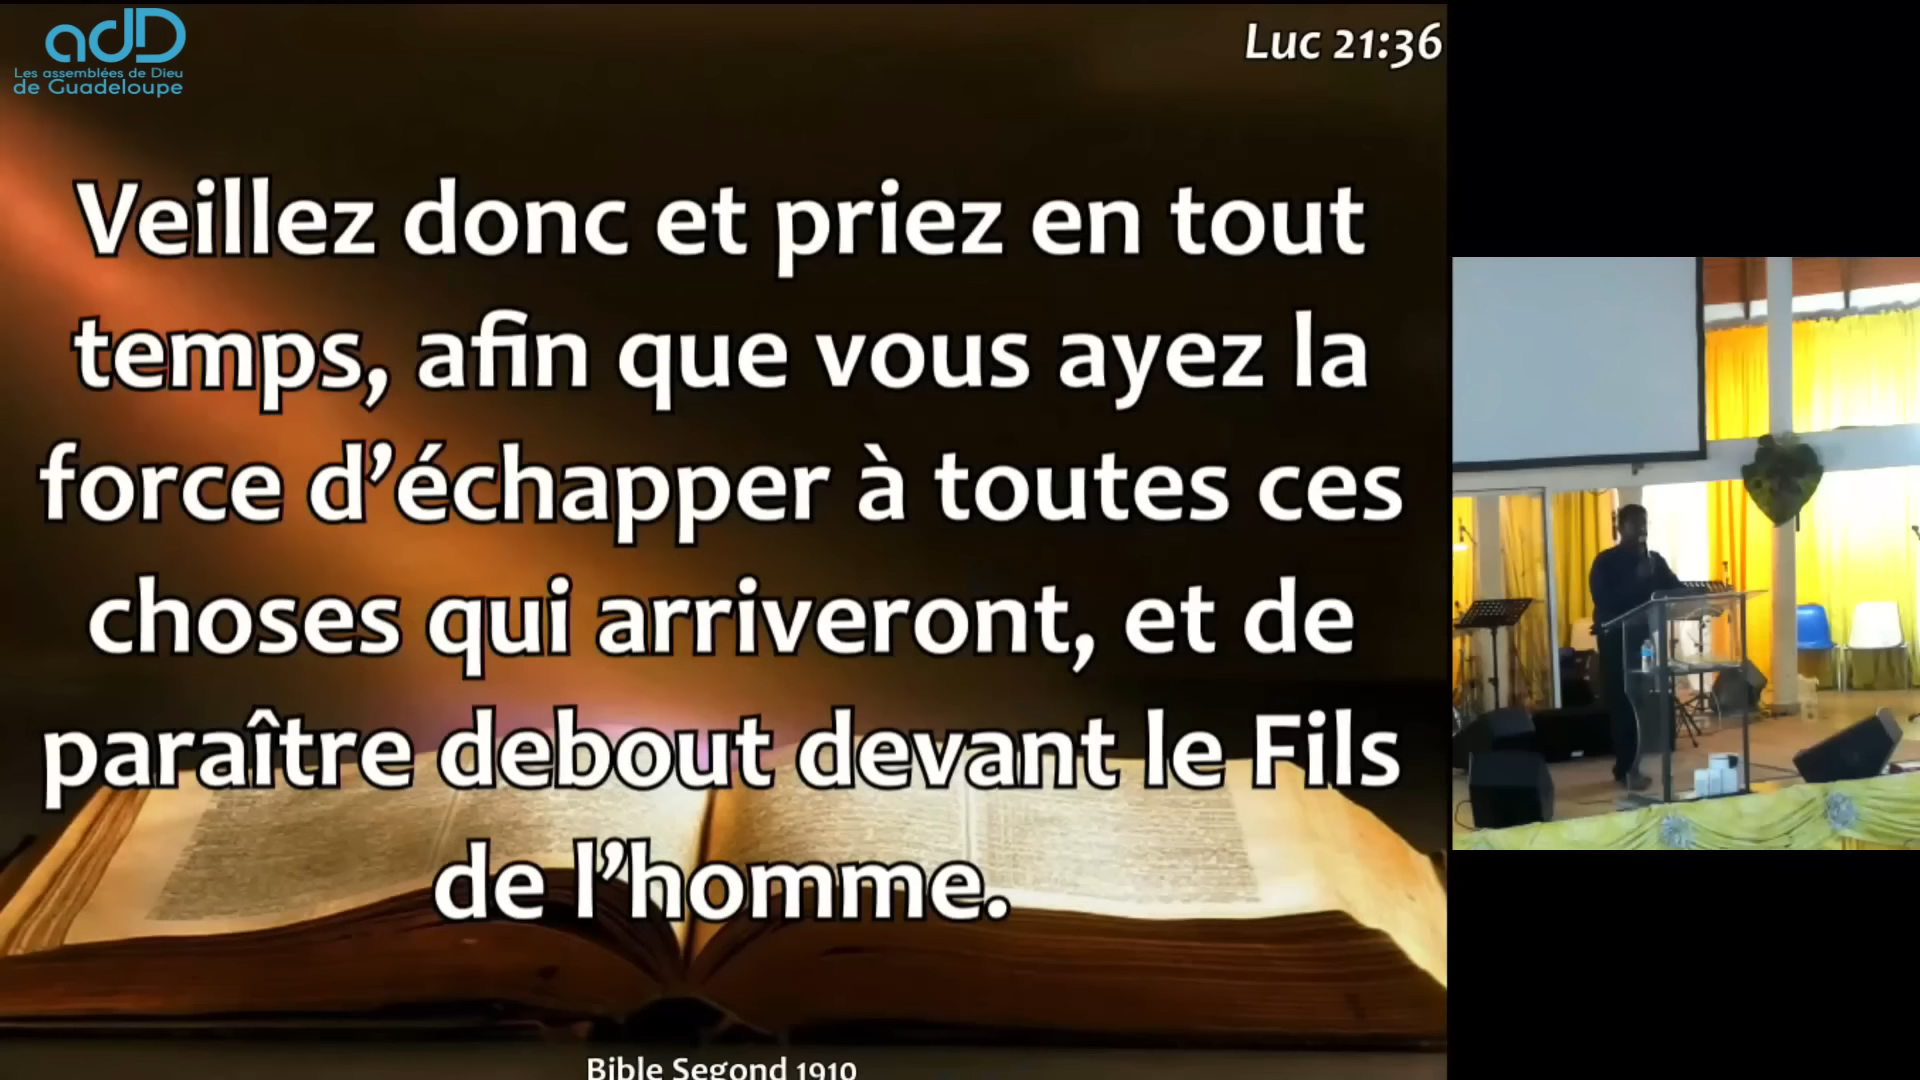 adD
Les assemblées de Dieu
de Guadeloupe
Luc 21:36
Veillez donc et priez en tout
temps, afin que vous ayez la
force d’échapper à toutes ces
choses qui arriveront, et de
paraître debout devant le Fils
de l’homme.
Bible Segond 1910